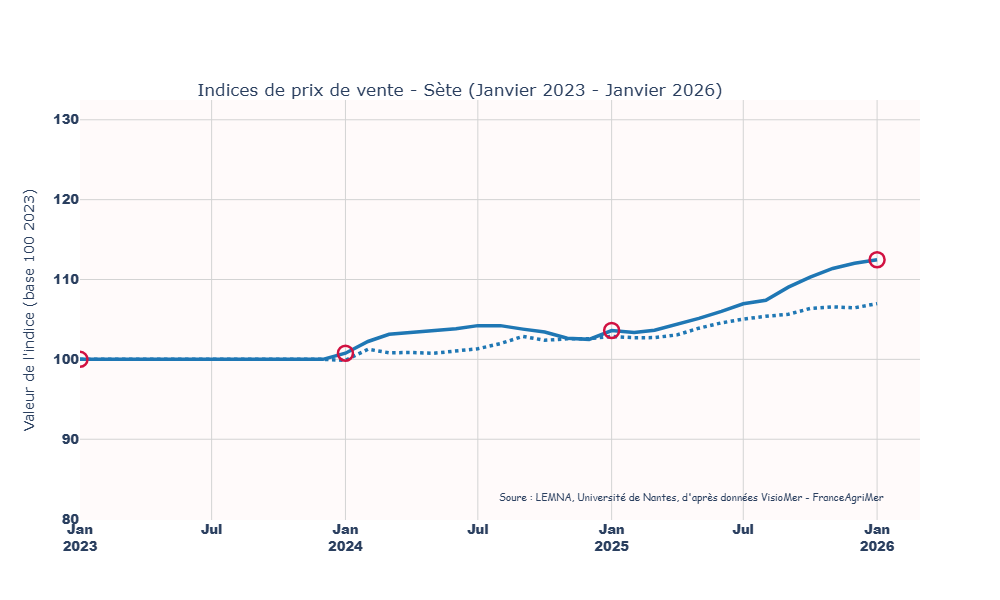 Indices de prix de vente - Sète (Janvier 2023 - Janvier 2026)
Valeur de l'indice (base 100 2023)
130
120
110
100
90
80
Soure : LEMNA, Université de Nantes, d'après données VisioMer - FranceAgriMer
Jan Jul Jan Jul Jan Jul Jan
2023 2024 2025 2026